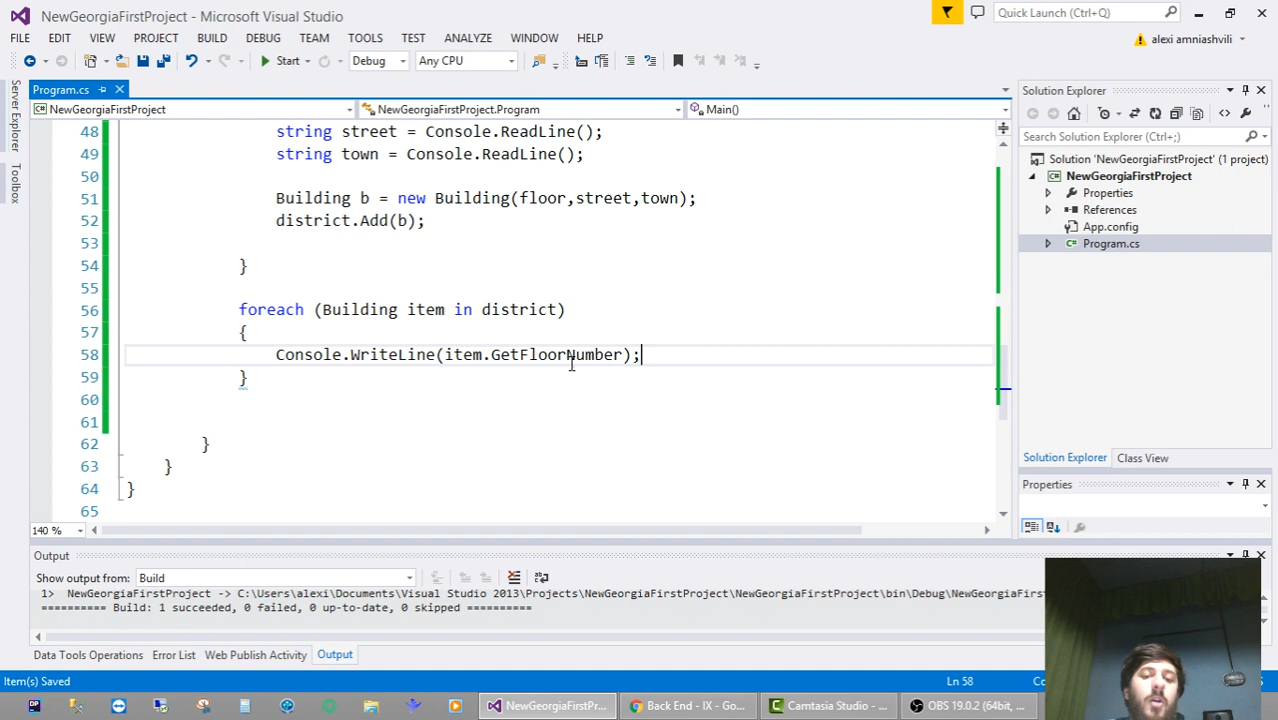 NewGeorgiaFirstProject - Microsoft Visual Studio
Quick Launch (Ctrl+Q)
FILE EDIT VIEW PROJECT BUILD DEBUG TEAM TOOLS TEST ANALYZE WINDOW HELP
alexi amniashvili
Start Debug Any CPU
Server Explorer
Toolbox
Program.cs
NewGeorgiaFirstProject NewGeorgiaFirstProject.Program Main()
48 string street = Console.ReadLine();
49 string town = Console.ReadLine();
50
51 Building b = new Building(floor,street,town);
52 district.Add(b);
53
54 }
55
56 foreach (Building item in district)
57 {
58 Console.WriteLine(item.GetFloorNumber);
59 }
60
61
62 }
63 }
64 }
65
140 %
Solution Explorer
Search Solution Explorer (Ctrl+;)
Solution 'NewGeorgiaFirstProject' (1 project)
NewGeorgiaFirstProject
Properties
References
App.config
Program.cs
Solution Explorer Class View
Properties
Output
Show output from: Build
1> NewGeorgiaFirstProject -> C:\Users\alexi\Documents\Visual Studio 2013\Projects\NewGeorgiaFirstProject\NewGeorgiaFirstProject\bin\Debug\NewGeorgiaFirs
========== Build: 1 succeeded, 0 failed, 0 up-to-date, 0 skipped ==========
Data Tools Operations Error List Web Publish Activity Output
Item(s) Saved Ln 58
NewGeorgiaFirstPr... Back End - IX - Go... Camtasia Studio - ... OBS 19.0.2 (64bit, ...